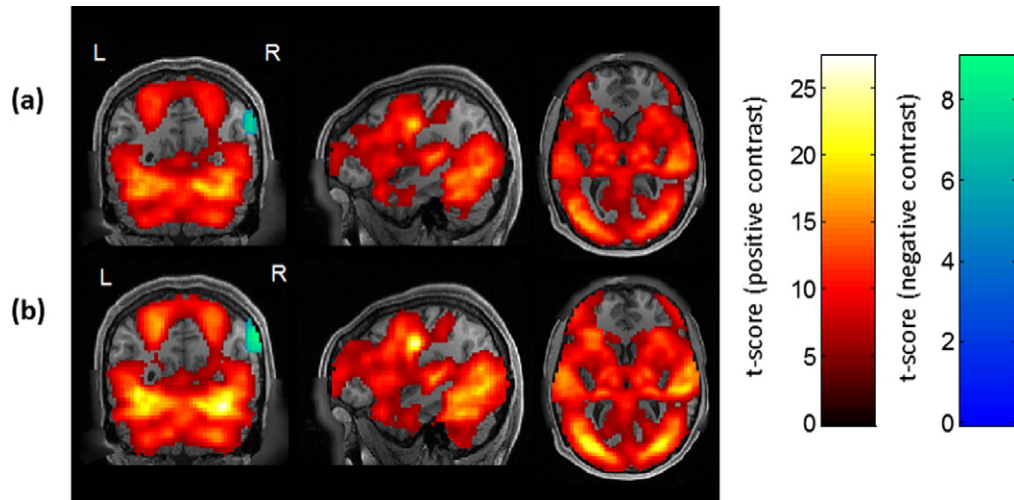 L
R
(a)
L
R
(b)
t-score (positive contrast)
25
20
15
10
5
0
t-score (negative contrast)
8
6
4
2
0